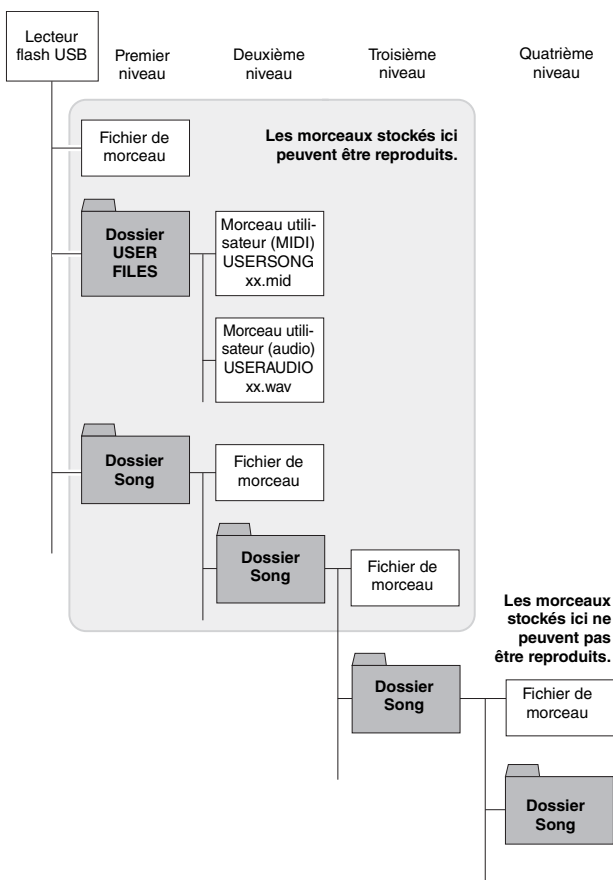 Lecteur
flash USB
Premier
niveau
Deuxième
niveau
Troisième
niveau
Quatrième
niveau
Fichier de
morceau
Les morceaux stockés ici
peuvent être reproduits.
Dossier
USER
FILES
Morceau utili-
sateur (MIDI)
USERSONG
xx.mid
Morceau utili-
sateur (audio)
USERAUDIO
xx.wav
Dossier
Song
Fichier de
morceau
Dossier
Song
Fichier de
morceau
Les morceaux
stockés ici ne
peuvent pas
être reproduits.
Dossier
Song
Fichier de
morceau
Dossier
Song